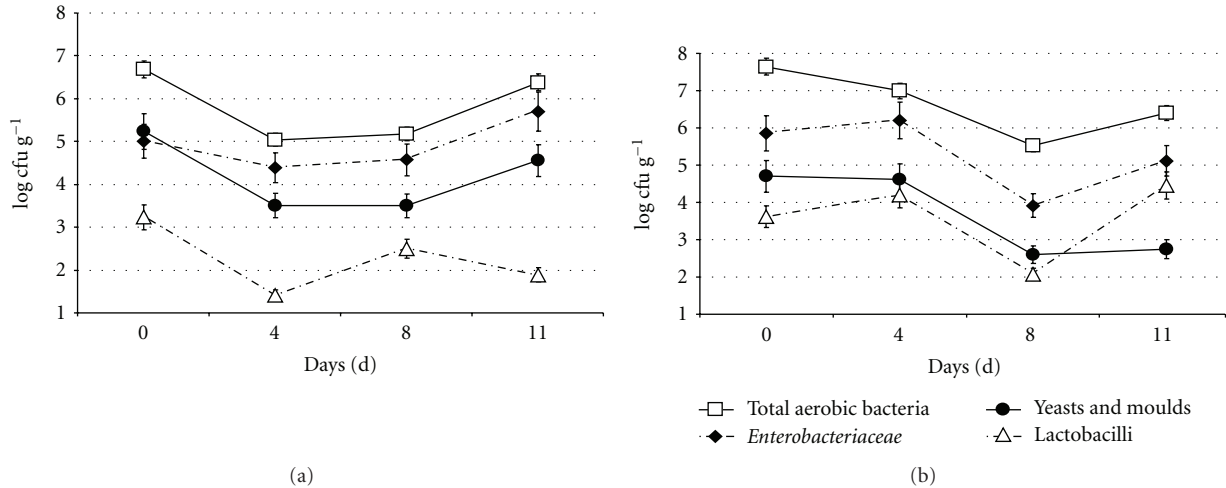 8
7
6
5
4
3
2
1
log cfu g−1
0
4
8
11
Days (d)
(a)
8
7
6
5
4
3
2
1
log cfu g−1
0
4
8
11
Days (d)
Total aerobic bacteria
Enterobacteriaceae
Yeasts and moulds
Lactobacilli
(b)